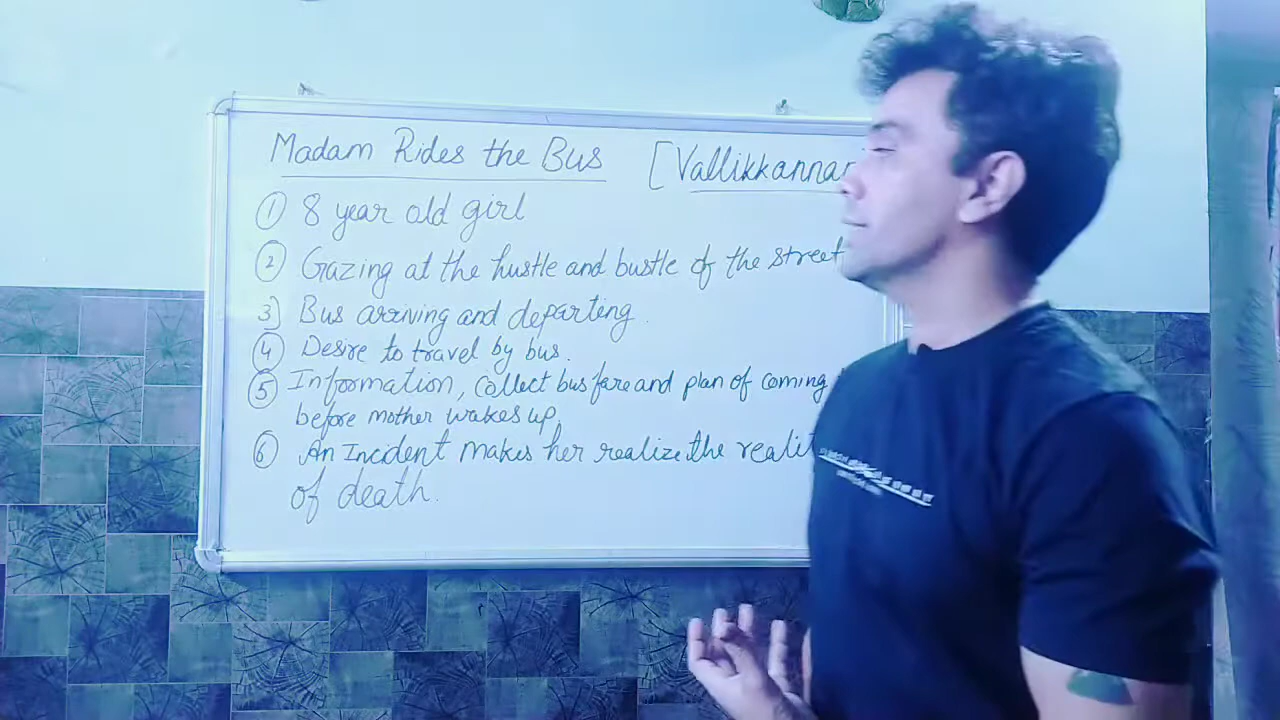 Madam Rides the Bus [Vallikkannan
① 8 year old girl
② Gazing at the hustle and bustle of the street
3) Bus arriving and departing.
④ Desire to travel by bus.
⑤ Information, collect bus fare and plan of coming
before mother wakes up.
⑥ An Incident makes her realize the
of death.